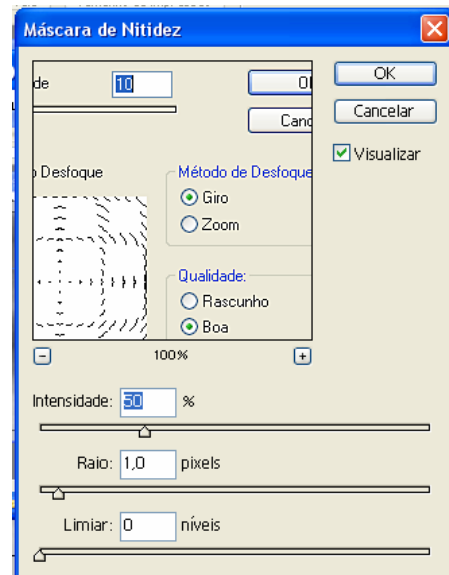 Máscara de Nitidez
de 10
OK
Canc
Cancelar
Visualizar
Desfoque
Método de Desfoque
Giro
Zoom
Qualidade:
Rascunho
Boa
100%
Intensidade: 50 %
Raio: 1,0 pixels
Limiar: 0 níveis